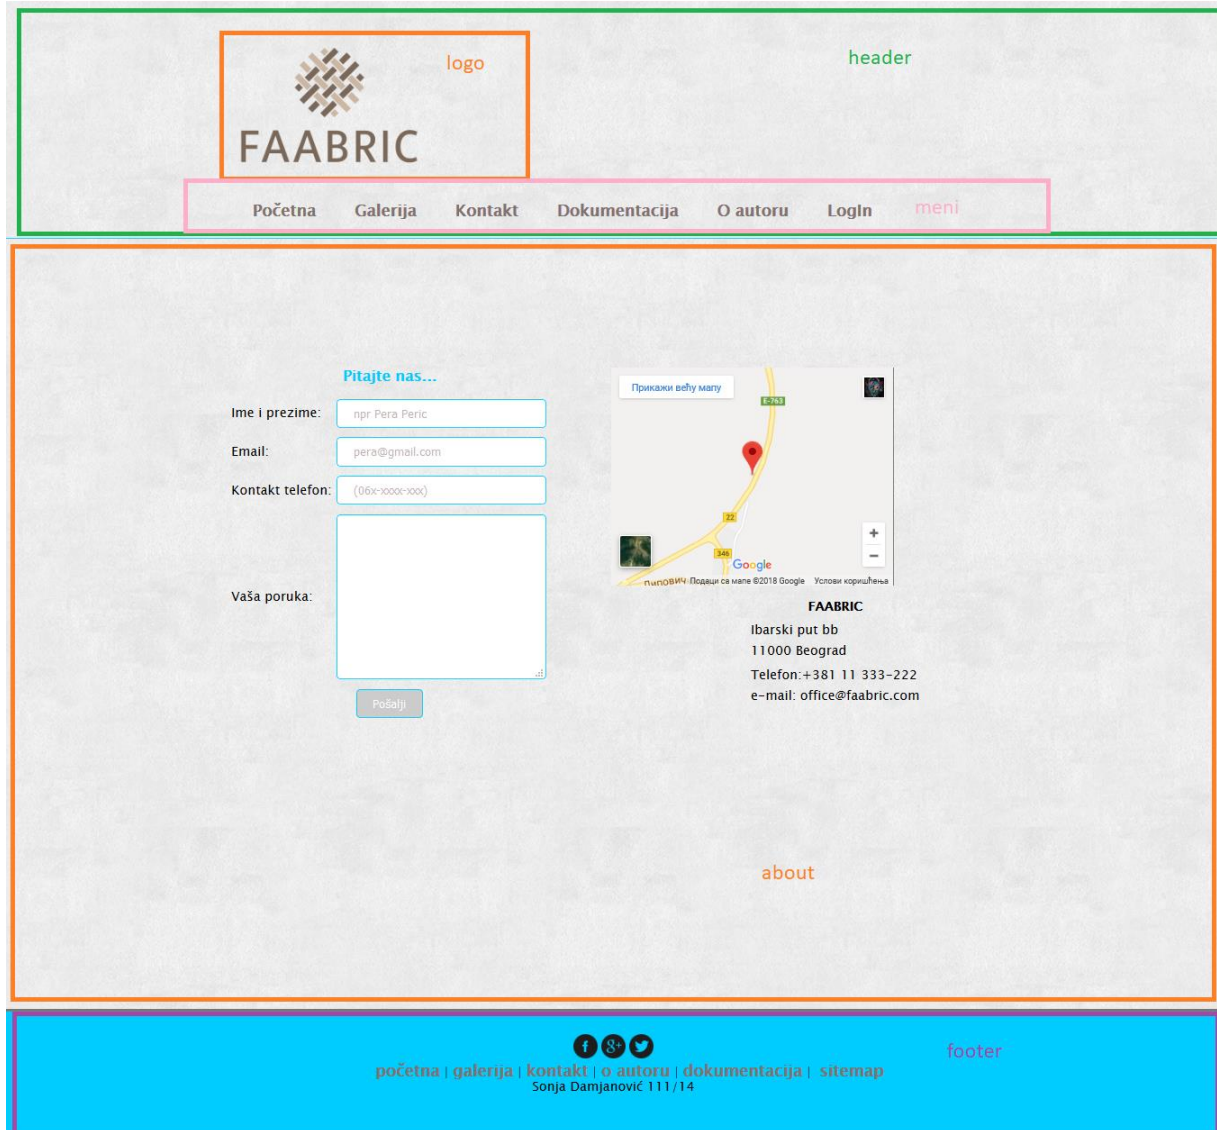 logo
header
FAABRIC
Početna Galerija Kontakt Dokumentacija O autoru LogIn meni
Pitajte nas...
Ime i prezime: npr Pera Peric
Email: pera@gmail.com
Kontakt telefon: (06x-xxxx-xxx)
Vaša poruka:
Pošalji
Прикажи већу мапу
E-763
22
346
Google
Пиповић Подаци са мапе ©2018 Google Услови коришћења
FAABRIC
Ibarski put bb
11000 Beograd
Telefon:+381 11 333-222
e-mail: office@faabric.com
about
footer
f g+
početna | galerija | kontakt | o autoru | dokumentacija | sitemap
Sonja Damjanović 111/14